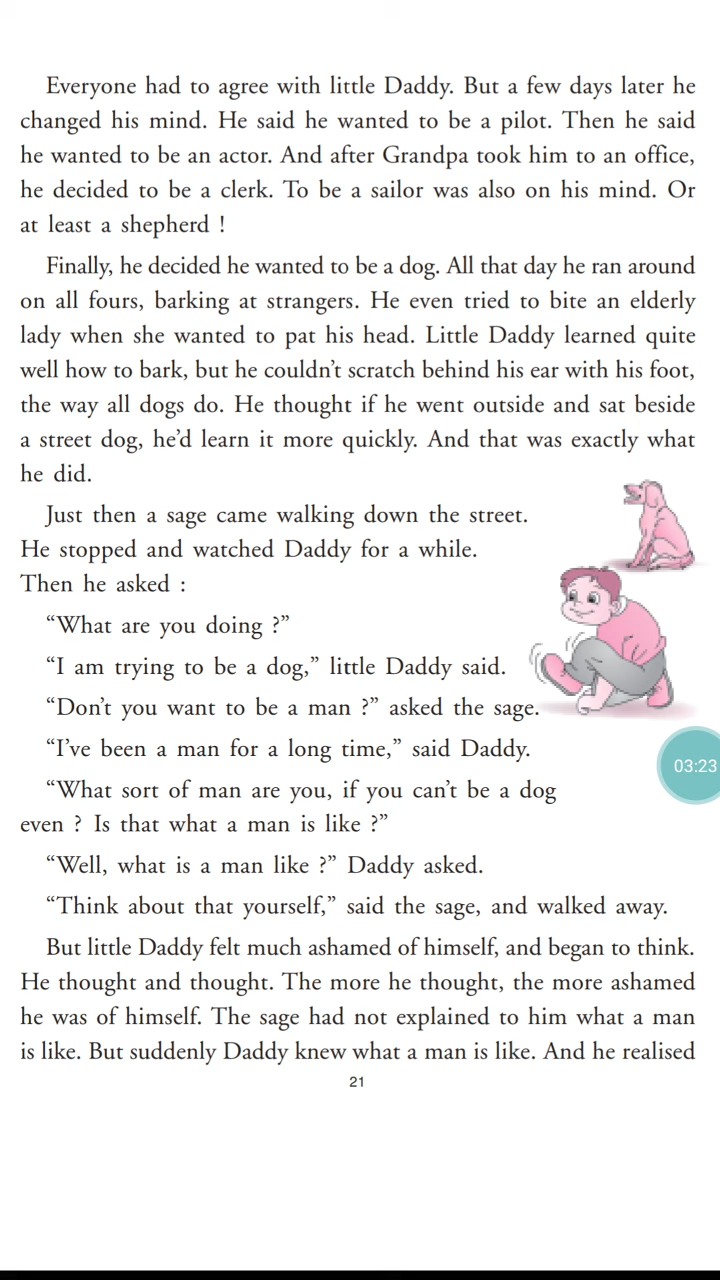 Everyone had to agree with little Daddy. But a few days later he
changed his mind. He said he wanted to be a pilot. Then he said
he wanted to be an actor. And after Grandpa took him to an office,
he decided to be a clerk. To be a sailor was also on his mind. Or
at least a shepherd !
Finally, he decided he wanted to be a dog. All that day he ran around
on all fours, barking at strangers. He even tried to bite an elderly
lady when she wanted to pat his head. Little Daddy learned quite
well how to bark, but he couldn’t scratch behind his ear with his foot,
the way all dogs do. He thought if he went outside and sat beside
a street dog, he’d learn it more quickly. And that was exactly what
he did.
Just then a sage came walking down the street.
He stopped and watched Daddy for a while.
Then he asked :
“What are you doing ?”
“I am trying to be a dog,” little Daddy said.
“Don’t you want to be a man ?” asked the sage.
“I’ve been a man for a long time,” said Daddy.
03:23
“What sort of man are you, if you can’t be a dog
even ? Is that what a man is like ?”
“Well, what is a man like ?” Daddy asked.
“Think about that yourself,” said the sage, and walked away.
But little Daddy felt much ashamed of himself, and began to think.
He thought and thought. The more he thought, the more ashamed
he was of himself. The sage had not explained to him what a man
is like. But suddenly Daddy knew what a man is like. And he realised
21